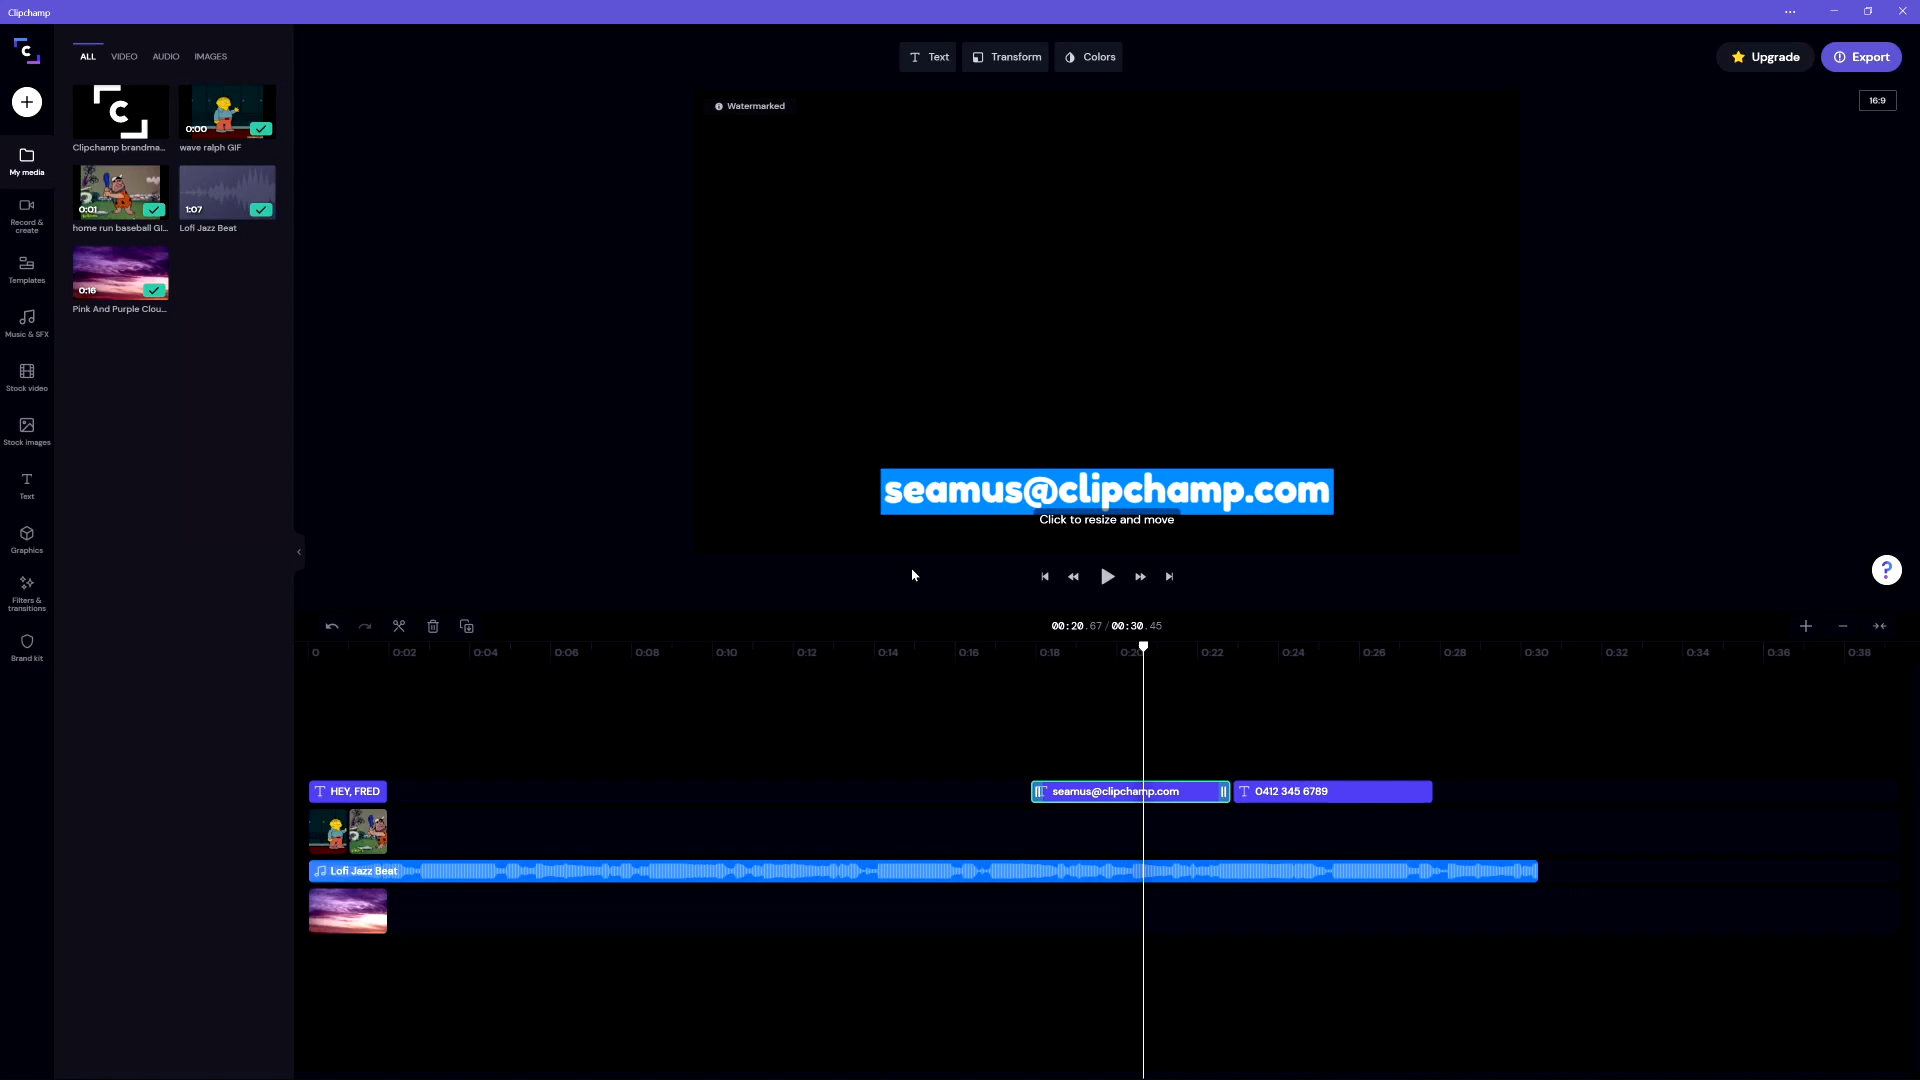 Clipchamp
ALL VIDEO AUDIO IMAGES
Text Transform Colors
Upgrade Export
Watermarked
16:9
My media
Record &
create
Templates
Music & SFX
Stock video
Stock images
Text
Graphics
Filters &
transitions
Brand kit
0:00
Clipchamp brandma... wave ralph GIF
0:01 1:07
home run baseball GI... Lofi Jazz Beat
0:16
Pink And Purple Clou...
seamus@clipchamp.com
Click to resize and move
?
00:20.67 / 00:30.45
0 0:02 0:04 0:06 0:08 0:10 0:12 0:14 0:16 0:18 0:20 0:22 0:24 0:26 0:28 0:30 0:32 0:34 0:36 0:38
HEY, FRED seamus@clipchamp.com 0412 345 6789
Lofi Jazz Beat